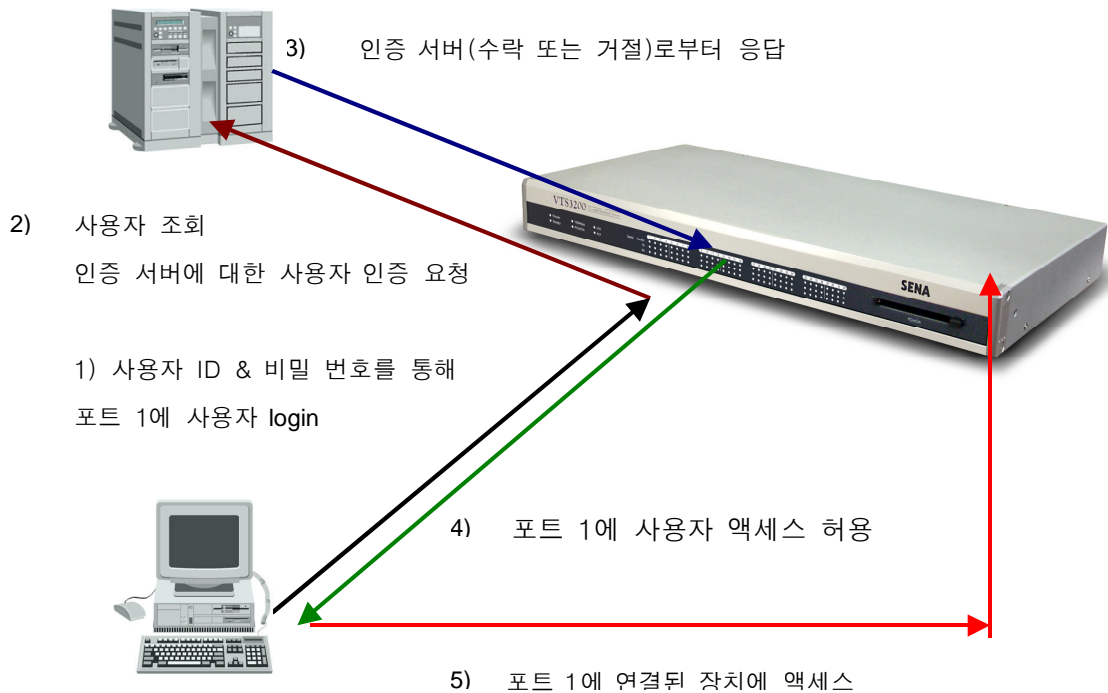 3) 인증 서버(수락 또는 거절)로부터 응답
VTS3200
SENA
2) 사용자 조회
인증 서버에 대한 사용자 인증 요청
1) 사용자 ID & 비밀 번호를 통해
포트 1에 사용자 login
4) 포트 1에 사용자 액세스 허용
5) 포트 1에 연결된 장치에 액세스